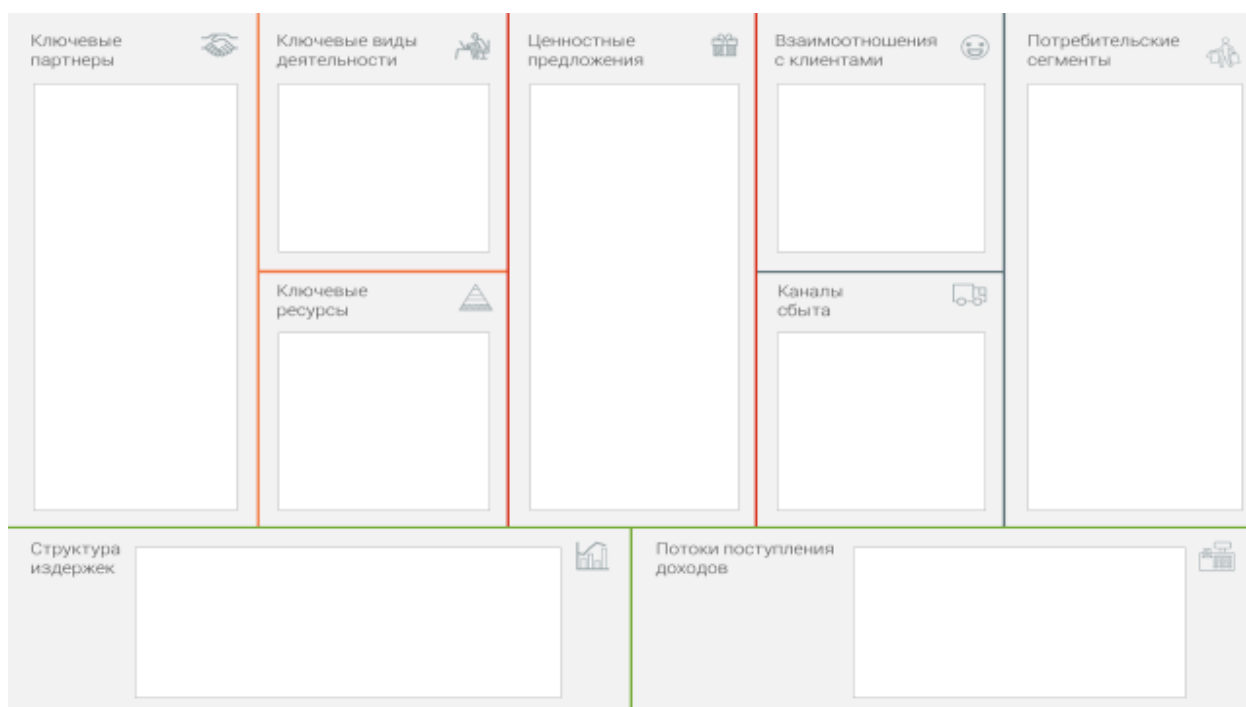 Ключевые
партнеры
Ключевые виды
деятельности
Ценностные
предложения
Взаимоотношения
с клиентами
Потребительские
сегменты
Ключевые
ресурсы
Каналы
сбыта
Структура
издержек
Потоки поступления
доходов